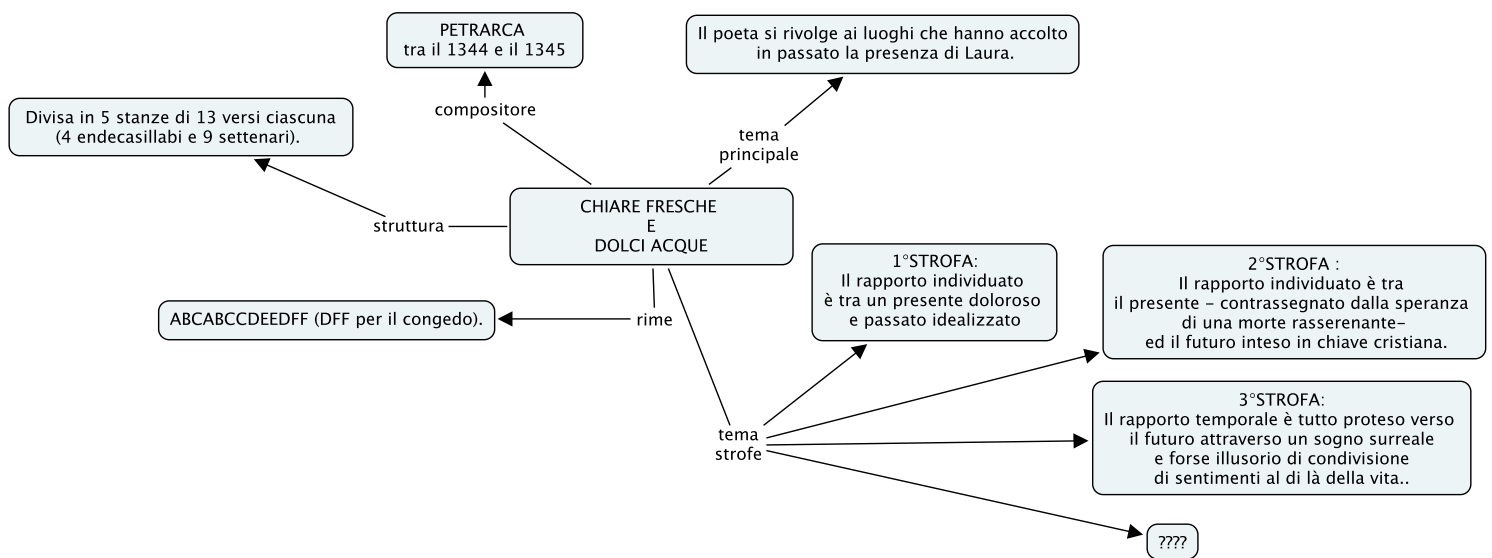 PETRARCA
tra il 1344 e il 1345
Il poeta si rivolge ai luoghi che hanno accolto
in passato la presenza di Laura.
compositore
Divisa in 5 stanze di 13 versi ciascuna
(4 endecasillabi e 9 settenari).
tema
principale
struttura
CHIARE FRESCHE
E
DOLCI ACQUE
1°STROFA:
Il rapporto individuato
è tra un presente doloroso
e passato idealizzato
2°STROFA :
Il rapporto individuato è tra
il presente - contrassegnato dalla speranza
di una morte rasserenante-
ed il futuro inteso in chiave cristiana.
ABCABCCDEEDFF (DFF per il congedo).
rime
3°STROFA:
Il rapporto temporale è tutto proteso verso
il futuro attraverso un sogno surreale
e forse illusorio di condivisione
di sentimenti al di là della vita..
tema
strofe
????